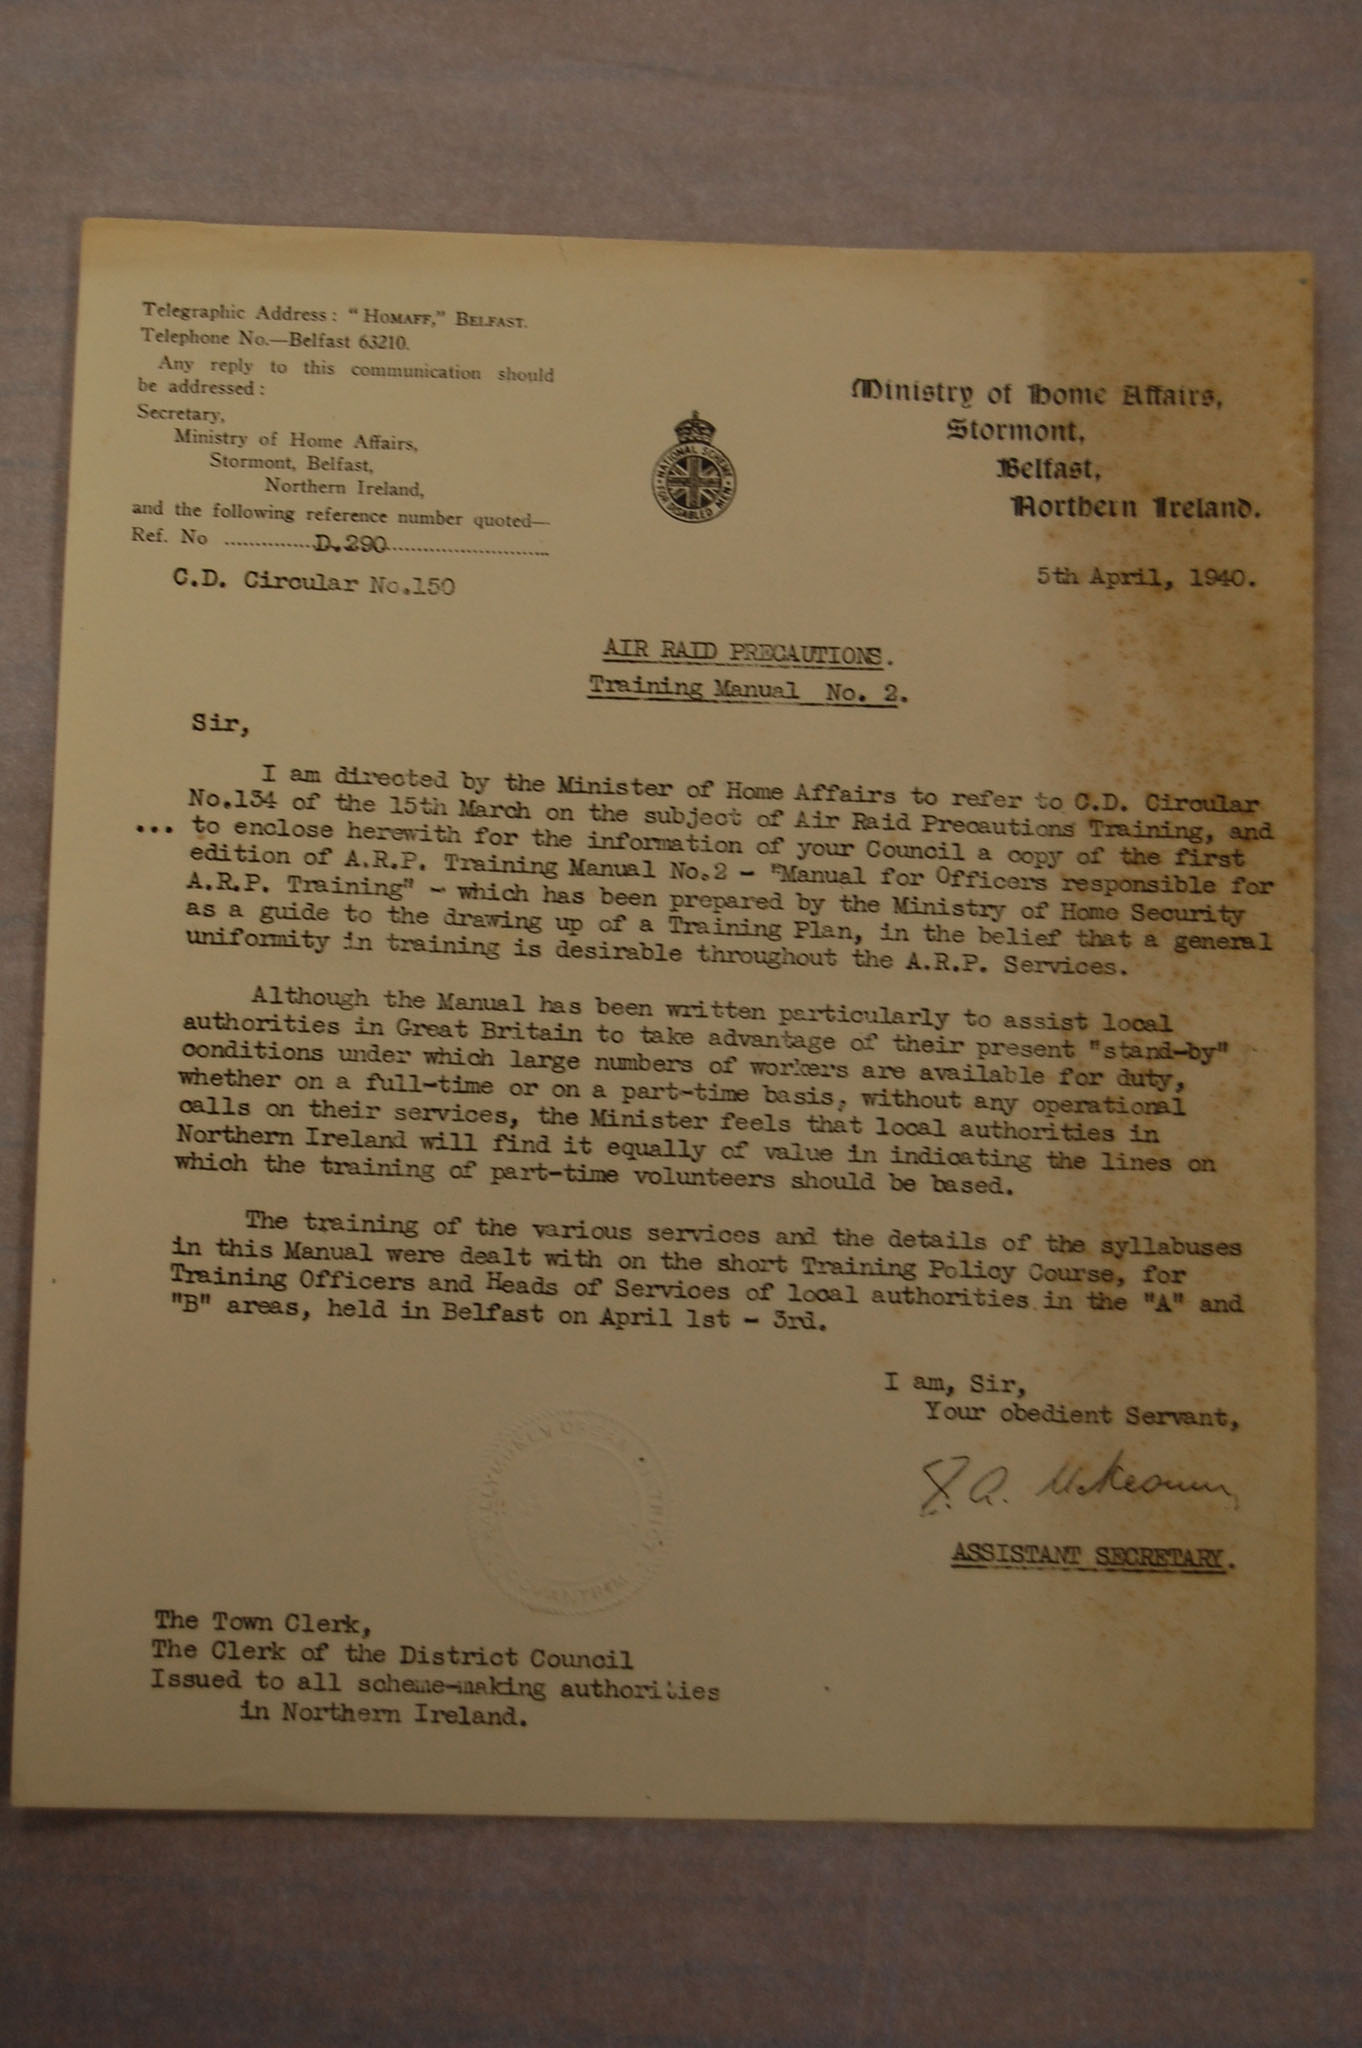 Telegraphic Address: "HOMAFF," BELFAST.
Telephone No.—Belfast 63210.
Any reply to this communication should
be addressed:
Secretary,
Ministry of Home Affairs,
Stormont, Belfast,
Northern Ireland,
and the following reference number quoted—
Ref. No ...............D.290...........................
C.D. Circular No.150
NATIONAL SCHEME
FOR DISABLED MEN
Ministry of Home Affairs,
Stormont,
Belfast,
Northern Ireland.
5th April, 1940.
AIR RAID PRECAUTIONS.
Training Manual No. 2.
Sir,
I am directed by the Minister of Home Affairs to refer to C.D. Circular
No.134 of the 15th March on the subject of Air Raid Precautions Training, and
... to enclose herewith for the information of your Council a copy of the first
edition of A.R.P. Training Manual No.2 - "Manual for Officers responsible for
A.R.P. Training" - which has been prepared by the Ministry of Home Security
as a guide to the drawing up of a Training Plan, in the belief that a general
uniformity in training is desirable throughout the A.R.P. Services.
Although the Manual has been written particularly to assist local
authorities in Great Britain to take advantage of their present "stand-by"
conditions under which large numbers of workers are available for duty,
whether on a full-time or on a part-time basis, without any operational
calls on their services, the Minister feels that local authorities in
Northern Ireland will find it equally of value in indicating the lines on
which the training of part-time volunteers should be based.
The training of the various services and the details of the syllabuses
in this Manual were dealt with on the short Training Policy Course, for
Training Officers and Heads of Services of local authorities in the "A" and
"B" areas, held in Belfast on April 1st - 3rd.
I am, Sir,
Your obedient Servant,
A. McKeown
ASSISTANT SECRETARY.
The Town Clerk,
The Clerk of the District Council
Issued to all scheme-making authorities
in Northern Ireland.